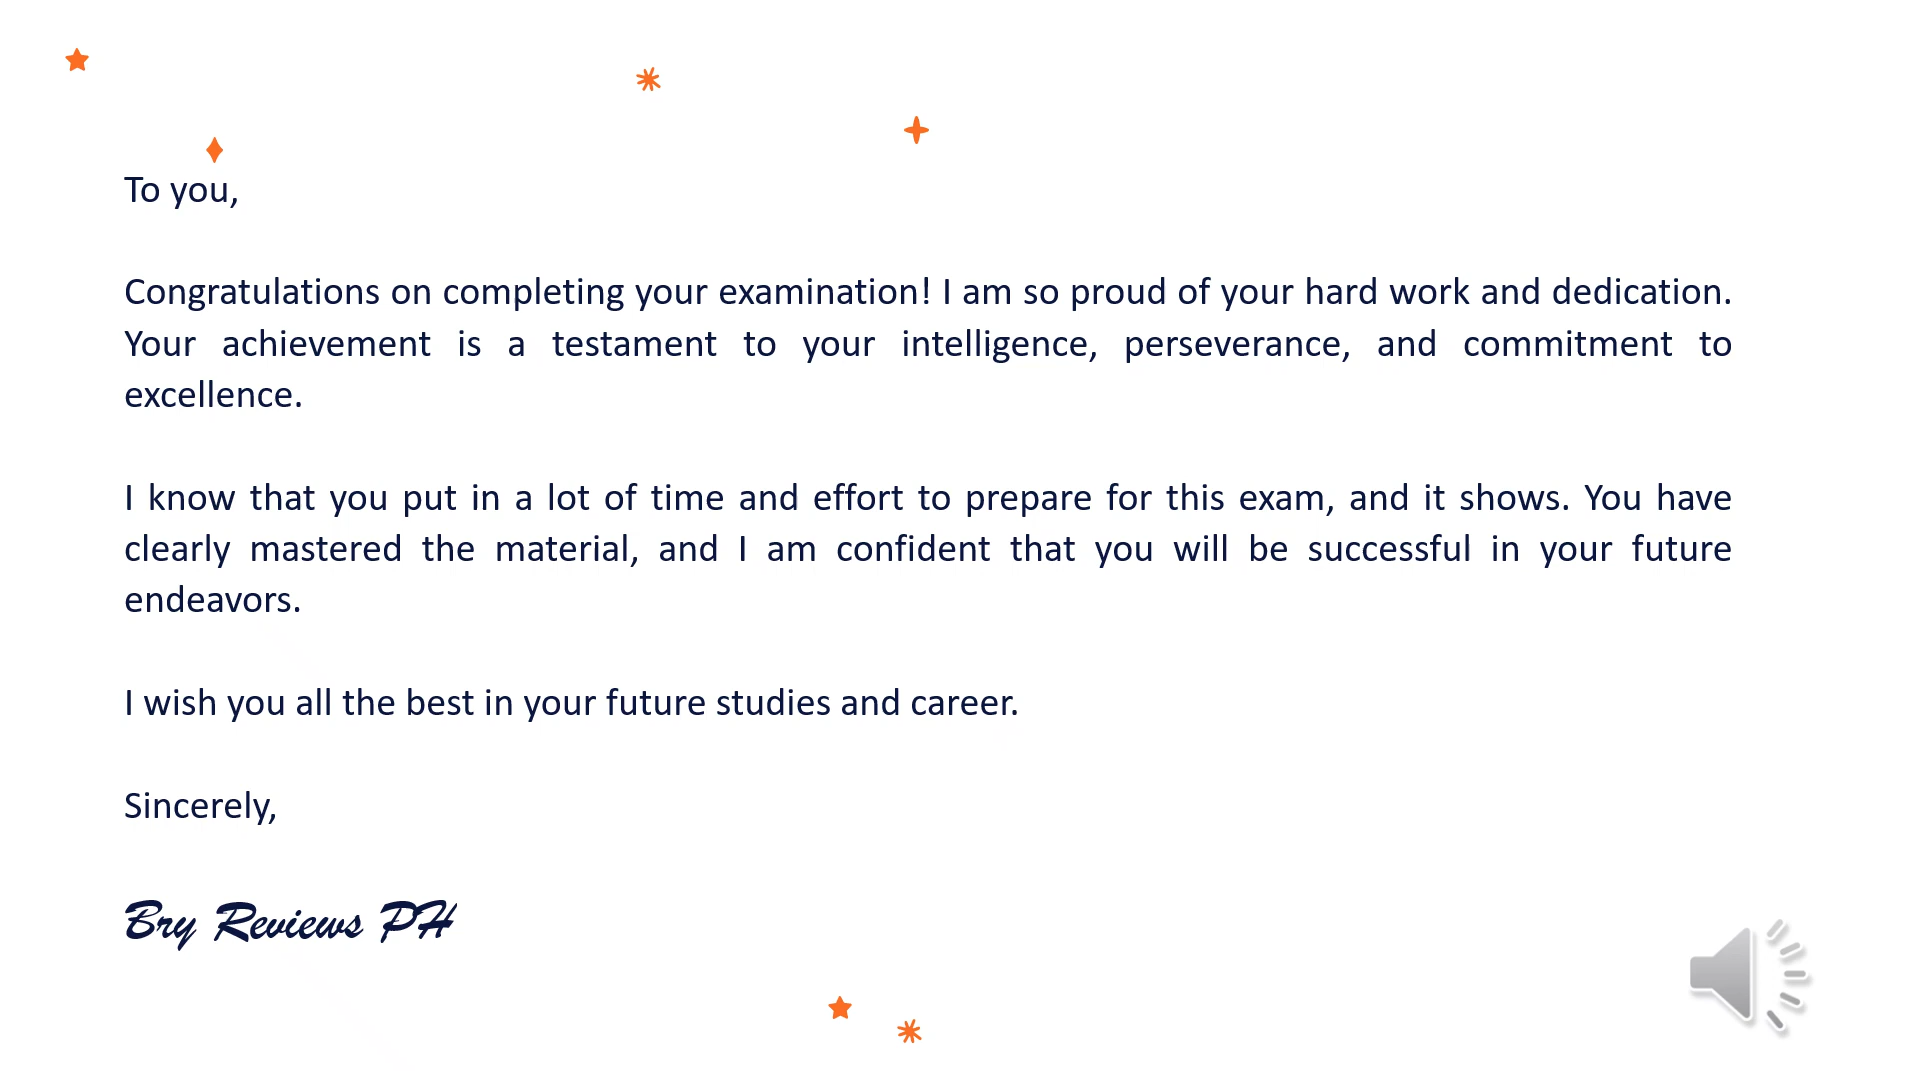 To you,
Congratulations on completing your examination! I am so proud of your hard work and dedication.
Your achievement is a testament to your intelligence, perseverance, and commitment to
excellence.
I know that you put in a lot of time and effort to prepare for this exam, and it shows. You have
clearly mastered the material, and I am confident that you will be successful in your future
endeavors.
I wish you all the best in your future studies and career.
Sincerely,
Bry Reviews PH